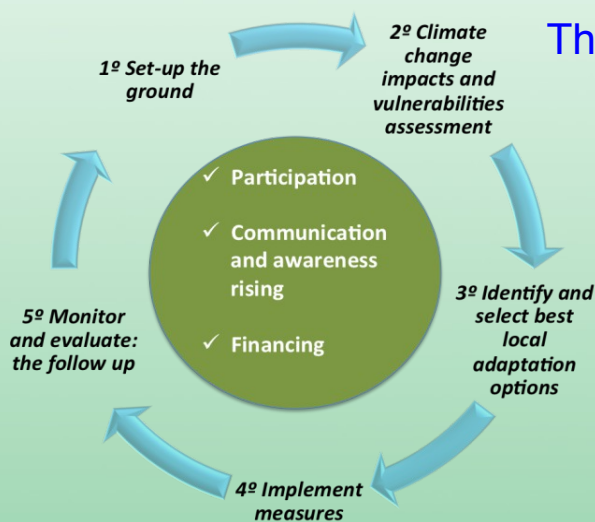 1º Set-up the
ground
2º Climate
change
impacts and
vulnerabilities
assessment
Th
✓ Participation
✓ Communication
and awareness
rising
✓ Financing
3º Identify and
select best
local
adaptation
options
4º Implement
measures
5º Monitor
and evaluate:
the follow up